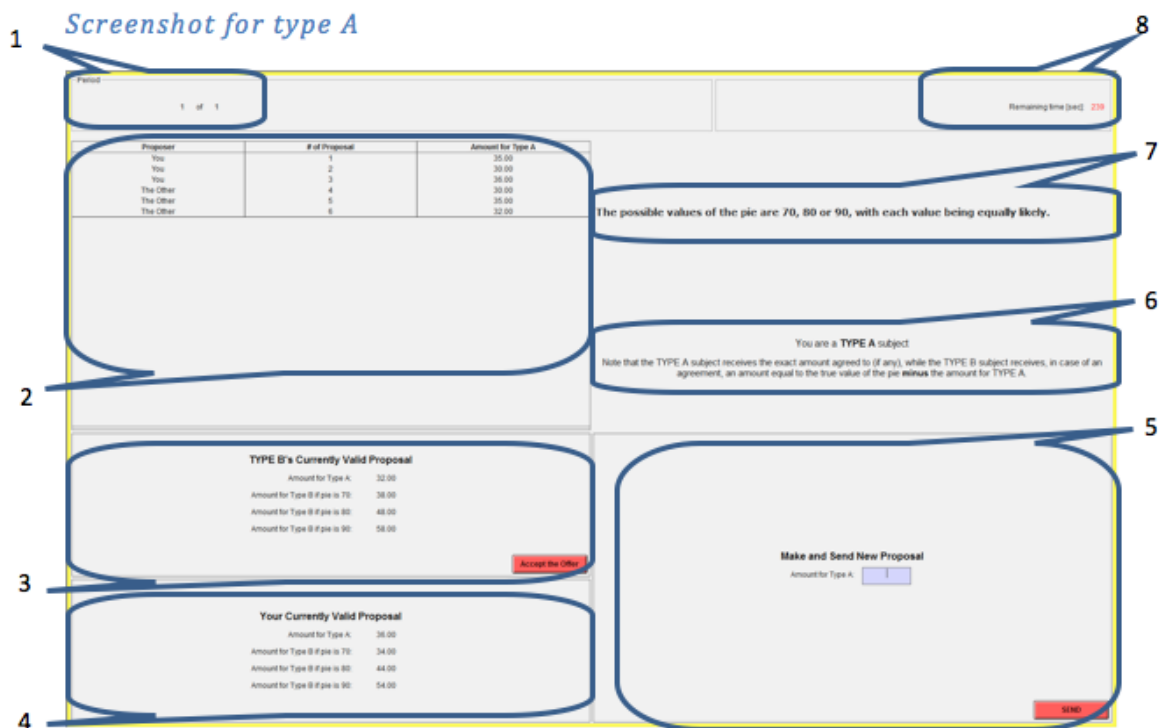 Screenshot for type A
1
8
Period
1 of 1
Remaining time [sec] 239
Proposer # of Proposal Amount for Type A
You 1 35.00
You 2 30.00
You 3 36.00
The Other 4 30.00
The Other 5 35.00
The Other 6 32.00
7
The possible values of the pie are 70, 80 or 90, with each value being equally likely.
6
You are a TYPE A subject
Note that the TYPE A subject receives the exact amount agreed to (if any), while the TYPE B subject receives, in case of an
agreement, an amount equal to the true value of the pie minus the amount for TYPE A.
2
5
TYPE B's Currently Valid Proposal
Amount for Type A: 32.00
Amount for Type B if pie is 70: 38.00
Amount for Type B if pie is 80: 48.00
Amount for Type B if pie is 90: 58.00
Accept the Offer
3
Your Currently Valid Proposal
Amount for Type A: 36.00
Amount for Type B if pie is 70: 34.00
Amount for Type B if pie is 80: 44.00
Amount for Type B if pie is 90: 54.00
4
Make and Send New Proposal
Amount for Type A:
SEND